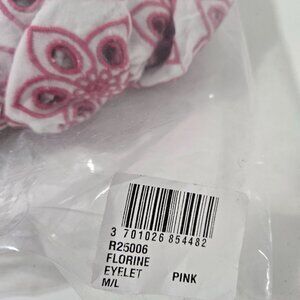 3 701026 854482
R25006
FLORINE
EYELET PINK
M/L